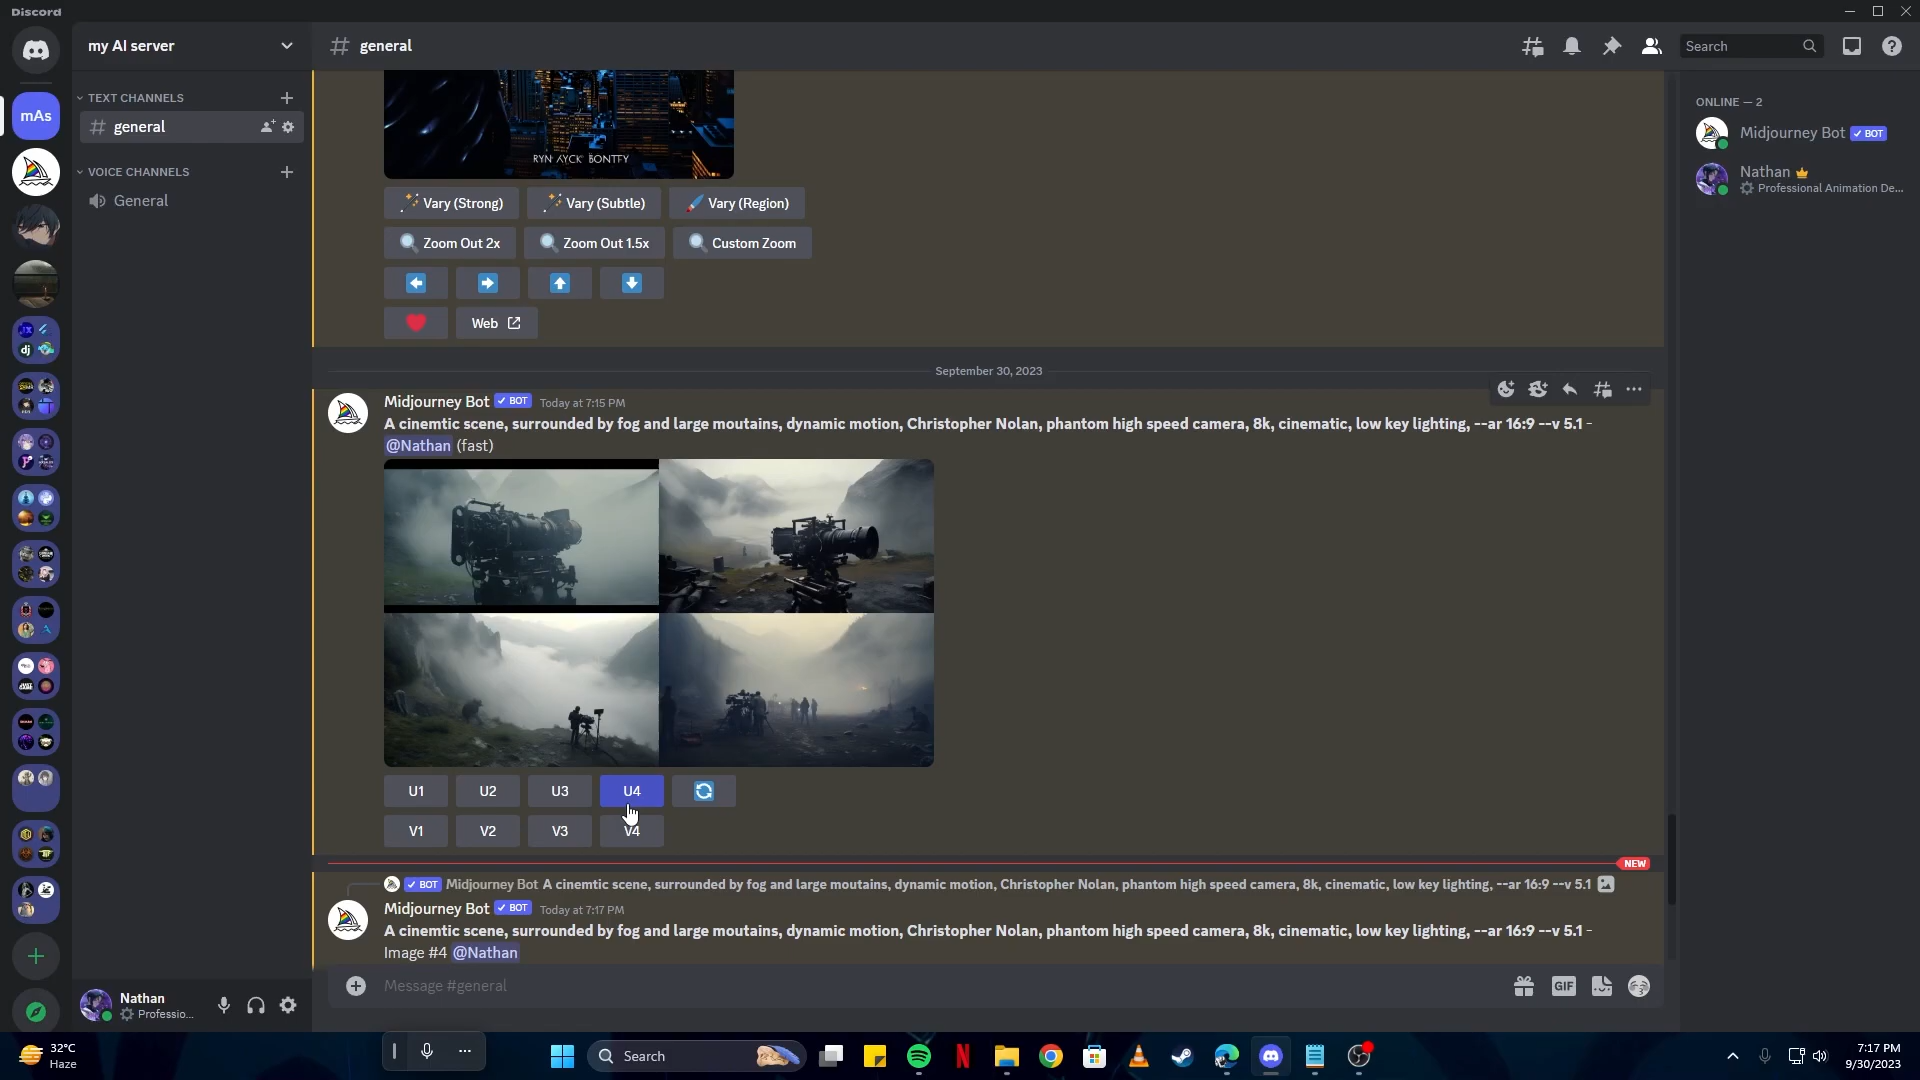 Discord
my AI server
# general
Search
TEXT CHANNELS
# general
VOICE CHANNELS
General
mAs
RYN AYCK BONTFY
Vary (Strong)
Vary (Subtle)
Vary (Region)
Zoom Out 2x
Zoom Out 1.5x
Custom Zoom
Web
September 30, 2023
Midjourney Bot ✓ BOT Today at 7:15 PM
A cinemtic scene, surrounded by fog and large moutains, dynamic motion, Christopher Nolan, phantom high speed camera, 8k, cinematic, low key lighting, --ar 16:9 --v 5.1 -
@Nathan (fast)
U1 U2 U3 U4
V1 V2 V3 V4
NEW
✓ BOT Midjourney Bot A cinemtic scene, surrounded by fog and large moutains, dynamic motion, Christopher Nolan, phantom high speed camera, 8k, cinematic, low key lighting, --ar 16:9 --v 5.1
Midjourney Bot ✓ BOT Today at 7:17 PM
A cinemtic scene, surrounded by fog and large moutains, dynamic motion, Christopher Nolan, phantom high speed camera, 8k, cinematic, low key lighting, --ar 16:9 --v 5.1 -
Image #4 @Nathan
Message #general
GIF
ONLINE — 2
Midjourney Bot ✓ BOT
Nathan
Professional Animation De...
Nathan
Professio...
32°C
Haze
Search
7:17 PM
9/30/2023